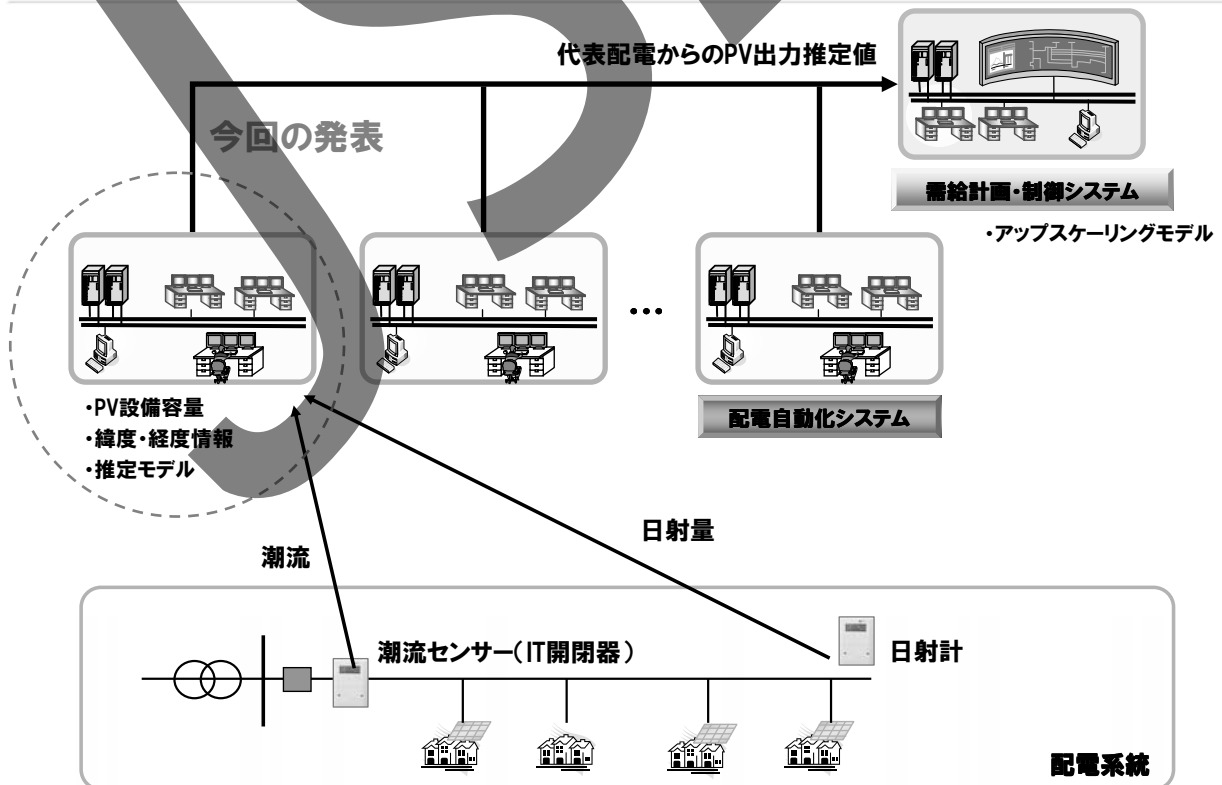 代表配電からのPV出力推定値
今回の発表
需給計画・制御システム
・アップスケーリングモデル
…
配電自動化システム
・PV設備容量
・緯度・経度情報
・推定モデル
日射量
潮流
潮流センサー(IT開閉器)
日射計
配電系統